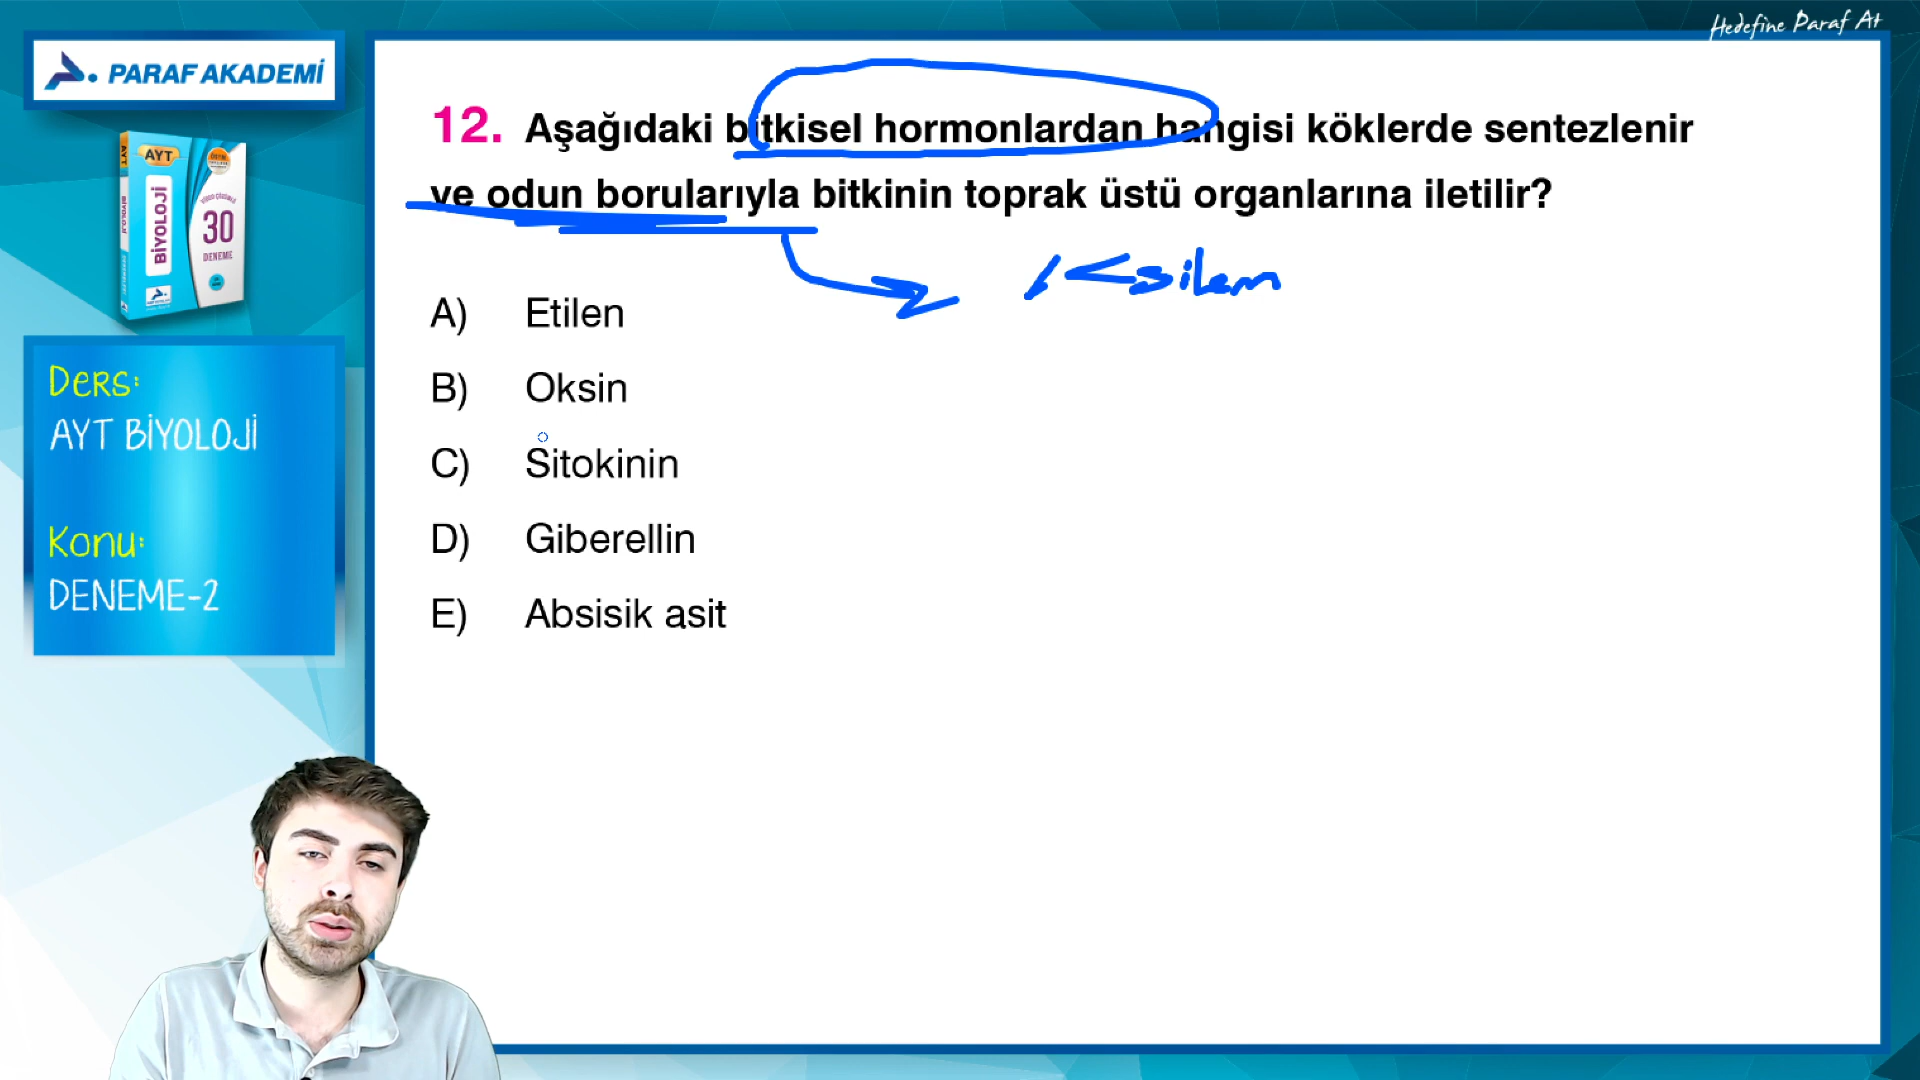 Hedefine Paraf At
PARAF AKADEMİ
AYT
BİYOLOJİ
30
DENEME
Ders:
AYT BİYOLOJİ
Konu:
DENEME-2
12. Aşağıdaki bitkisel hormonlardan hangisi köklerde sentezlenir
ve odun borularıyla bitkinin toprak üstü organlarına iletilir?
Ksilem
A) Etilen
B) Oksin
C) Sitokinin
D) Giberellin
E) Absisik asit